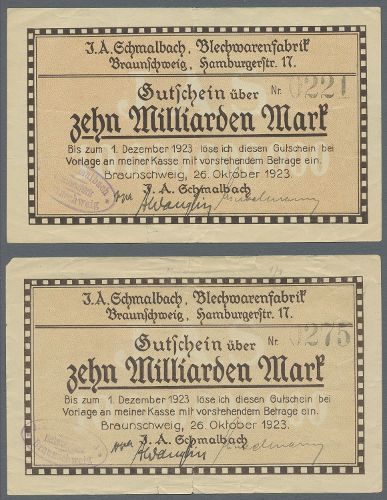 J.A. Schmalbach, Blechwarenfabrik
Braunschweig, Hamburgerstr. 17.
Gutschein über Nr. 0221
zehn Milliarden Mark
Bis zum 1. Dezember 1923 löse ich diesen Gutschein bei
Vorlage an meiner Kasse mit vorstehendem Betrage ein.
Braunschweig, 26. Oktober 1923.
J. A. Schmalbach
J.A. Schmalbach, Blechwarenfabrik
Braunschweig, Hamburgerstr. 17.
Gutschein über Nr. 0275
zehn Milliarden Mark
Bis zum 1. Dezember 1923 löse ich diesen Gutschein bei
Vorlage an meiner Kasse mit vorstehendem Betrage ein.
Braunschweig, 26. Oktober 1923.
J. A. Schmalbach
Braunschweig